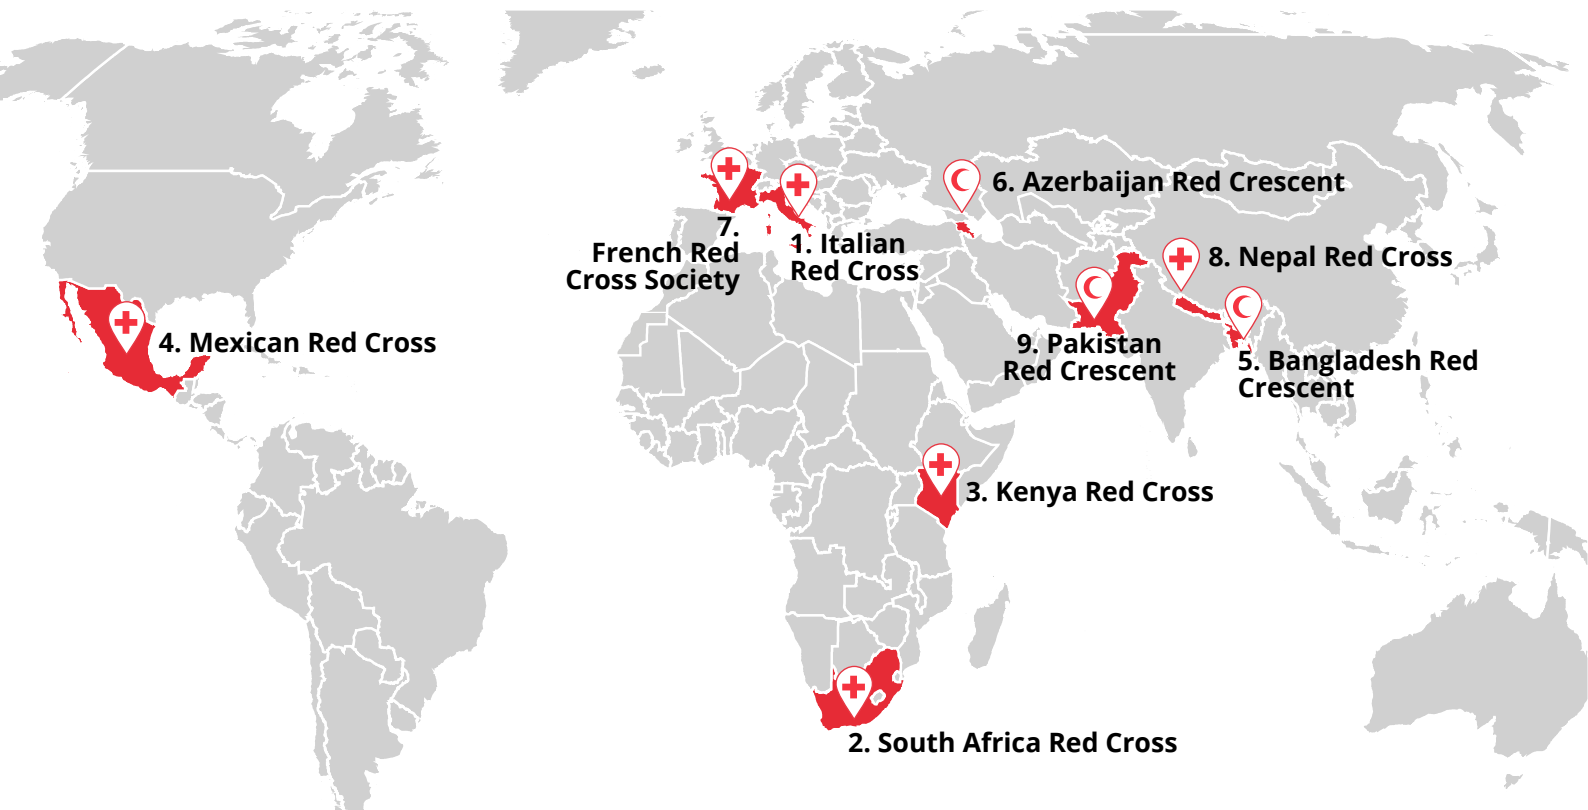 6. Azerbaijan Red Crescent
7.
French Red
Cross Society
1. Italian
Red Cross
8. Nepal Red Cross
4. Mexican Red Cross
9. Pakistan
Red Crescent
5. Bangladesh Red
Crescent
3. Kenya Red Cross
2. South Africa Red Cross